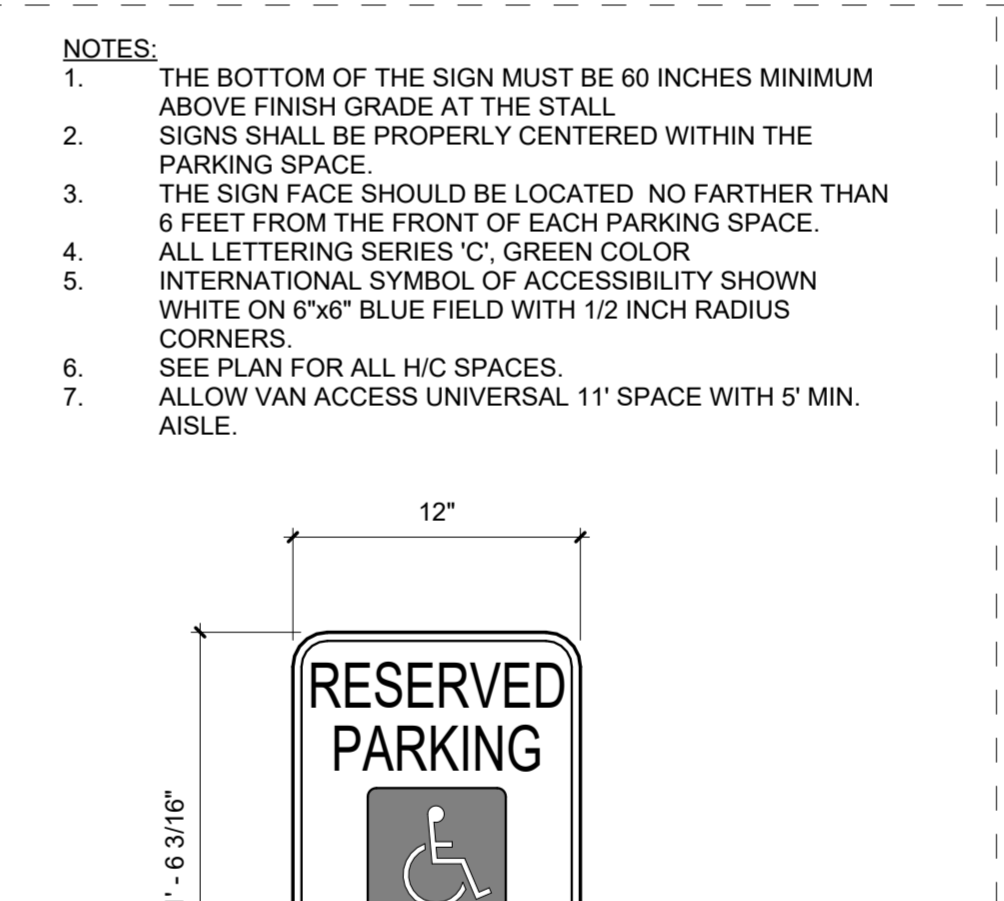 NOTES:
1. THE BOTTOM OF THE SIGN MUST BE 60 INCHES MINIMUM
ABOVE FINISH GRADE AT THE STALL
2. SIGNS SHALL BE PROPERLY CENTERED WITHIN THE
PARKING SPACE.
3. THE SIGN FACE SHOULD BE LOCATED NO FARTHER THAN
6 FEET FROM THE FRONT OF EACH PARKING SPACE.
4. ALL LETTERING SERIES 'C', GREEN COLOR
5. INTERNATIONAL SYMBOL OF ACCESSIBILITY SHOWN
WHITE ON 6"x6" BLUE FIELD WITH 1/2 INCH RADIUS
CORNERS.
6. SEE PLAN FOR ALL H/C SPACES.
7. ALLOW VAN ACCESS UNIVERSAL 11' SPACE WITH 5' MIN.
AISLE.
12"
RESERVED
PARKING
' - 6 3/16"